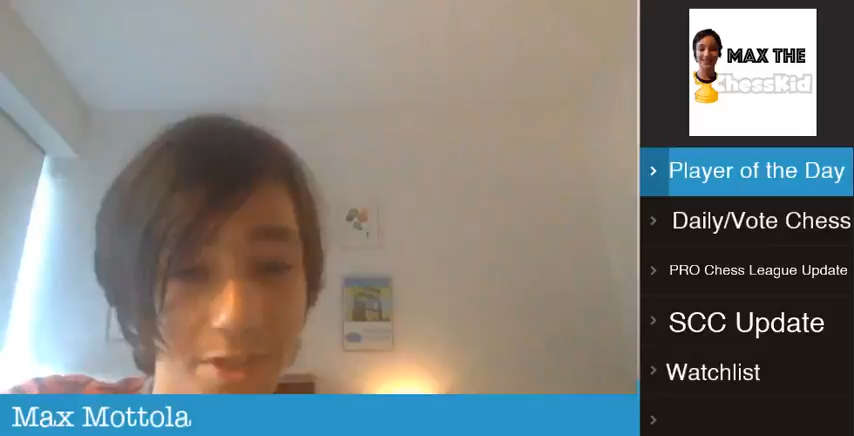 MAX THE
ChessKid
Player of the Day
Daily/Vote Chess
PRO Chess League Update
SCC Update
Watchlist
Max Mottola